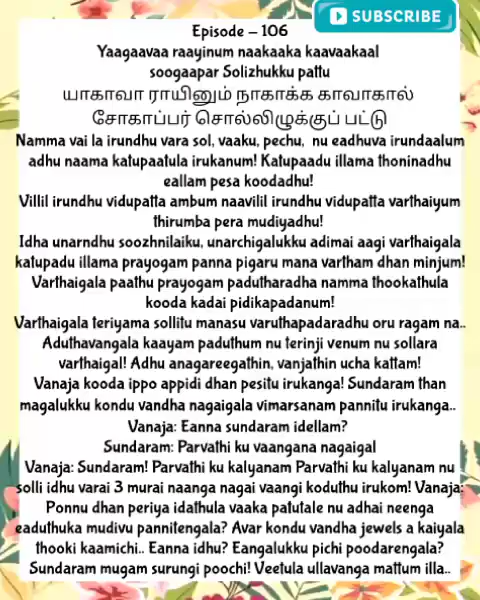 SUBSCRIBE
Episode – 106
Yaagaavaa raayinum naakaaka kaavaakaal
soogaapar Solizhukku pattu
யாகாவா ராயினும் நாகாக்க காவாகால்
சோகாப்பர் சொல்லிழுக்குப் பட்டு
Namma vai la irundhu vara sol, vaaku, pechu, nu eadhuva irundaalum
adhu naama katupaatula irukanum! Katupaadu illama thoninadhu
eallam pesa koodadhu!
Villil irundhu vidupatta ambum naavilil irundhu vidupatta varthaiyum
thirumba pera mudiyadhu!
Idha unarndhu soozhnilaiku, unarchigalukku adimai aagi varthaigala
katupadu illama prayogam panna pigaru mana vartham dhan minjum!
Varthaigala paathu prayogam padutharadha namma thookathula
kooda kadai pidikapadanum!
Varthaigala teriyama sollitu manasu varuthapadaradhu oru ragam na..
Aduthavangala kaayam paduthum nu terinji venum nu sollara
varthaigal! Adhu anagareegathin, vanjathin ucha kattam!
Vanaja kooda ippo appidi dhan pesitu irukanga! Sundaram than
magalukku kondu vandha nagaigala vimarsanam pannitu irukanga..
Vanaja: Eanna sundaram idellam?
Sundaram: Parvathi ku vaangana nagaigal
Vanaja: Sundaram! Parvathi ku kalyanam Parvathi ku kalyanam nu
solli idhu varai 3 murai naanga nagai vaangi koduthu irukom! Vanaja:
Ponnu dhan periya idathula vaaka patutale nu adhai neenga
eaduthuka mudivu pannitengala? Avar kondu vandha jewels a kaiyala
thooki kaamichi.. Eanna idhu? Eangalukku pichi poodarengala?
Sundaram mugam surungi poochi! Veetula ullavanga mattum illa..